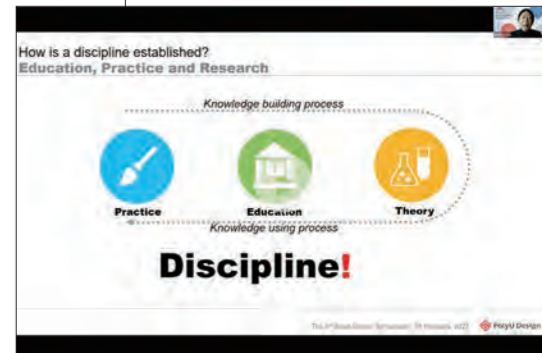 How is a discipline established?
Education, Practice and Research
Knowledge building process
Practice
Education
Theory
Knowledge using process
Discipline!
PolyU Design